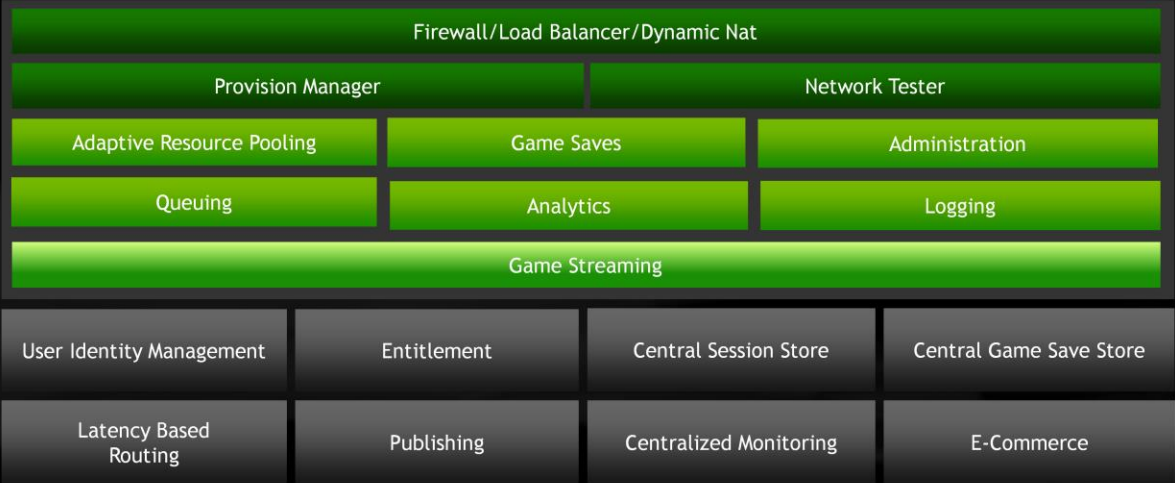 Firewall/Load Balancer/Dynamic Nat
Provision Manager
Network Tester
Adaptive Resource Pooling
Game Saves
Administration
Queuing
Analytics
Logging
Game Streaming
User Identity Management
Entitlement
Central Session Store
Central Game Save Store
Latency Based
Routing
Publishing
Centralized Monitoring
E-Commerce